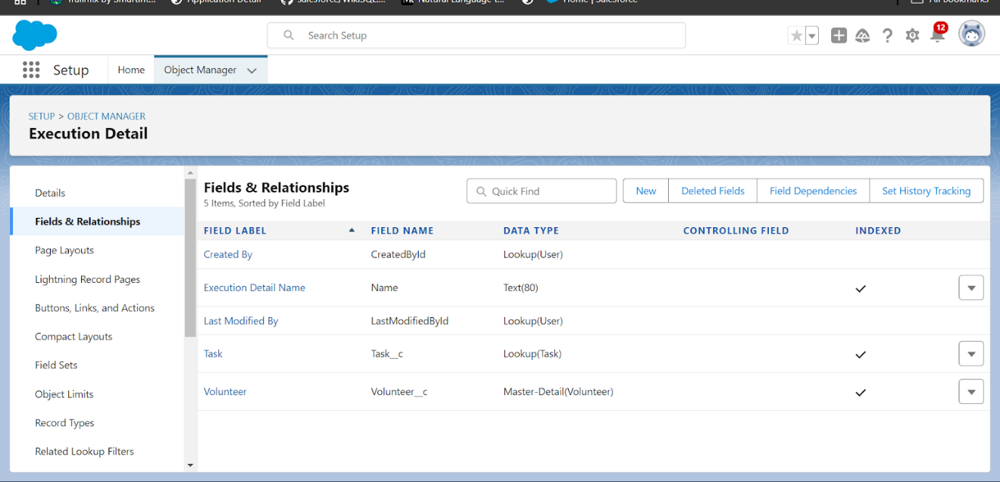 Application Detail
salesforce/WikiSQL...
Natural Language t...
Home | Salesforce
All Bookmarks
Search Setup
12
Setup
Home
Object Manager
SETUP > OBJECT MANAGER
Execution Detail
Details
Fields & Relationships
Page Layouts
Lightning Record Pages
Buttons, Links, and Actions
Compact Layouts
Field Sets
Object Limits
Record Types
Related Lookup Filters
Fields & Relationships
5 Items, Sorted by Field Label
Quick Find
New
Deleted Fields
Field Dependencies
Set History Tracking
FIELD LABEL FIELD NAME DATA TYPE CONTROLLING FIELD INDEXED
Created By CreatedById Lookup(User)
Execution Detail Name Name Text(80)
Last Modified By LastModifiedById Lookup(User)
Task Task__c Lookup(Task)
Volunteer Volunteer__c Master-Detail(Volunteer)